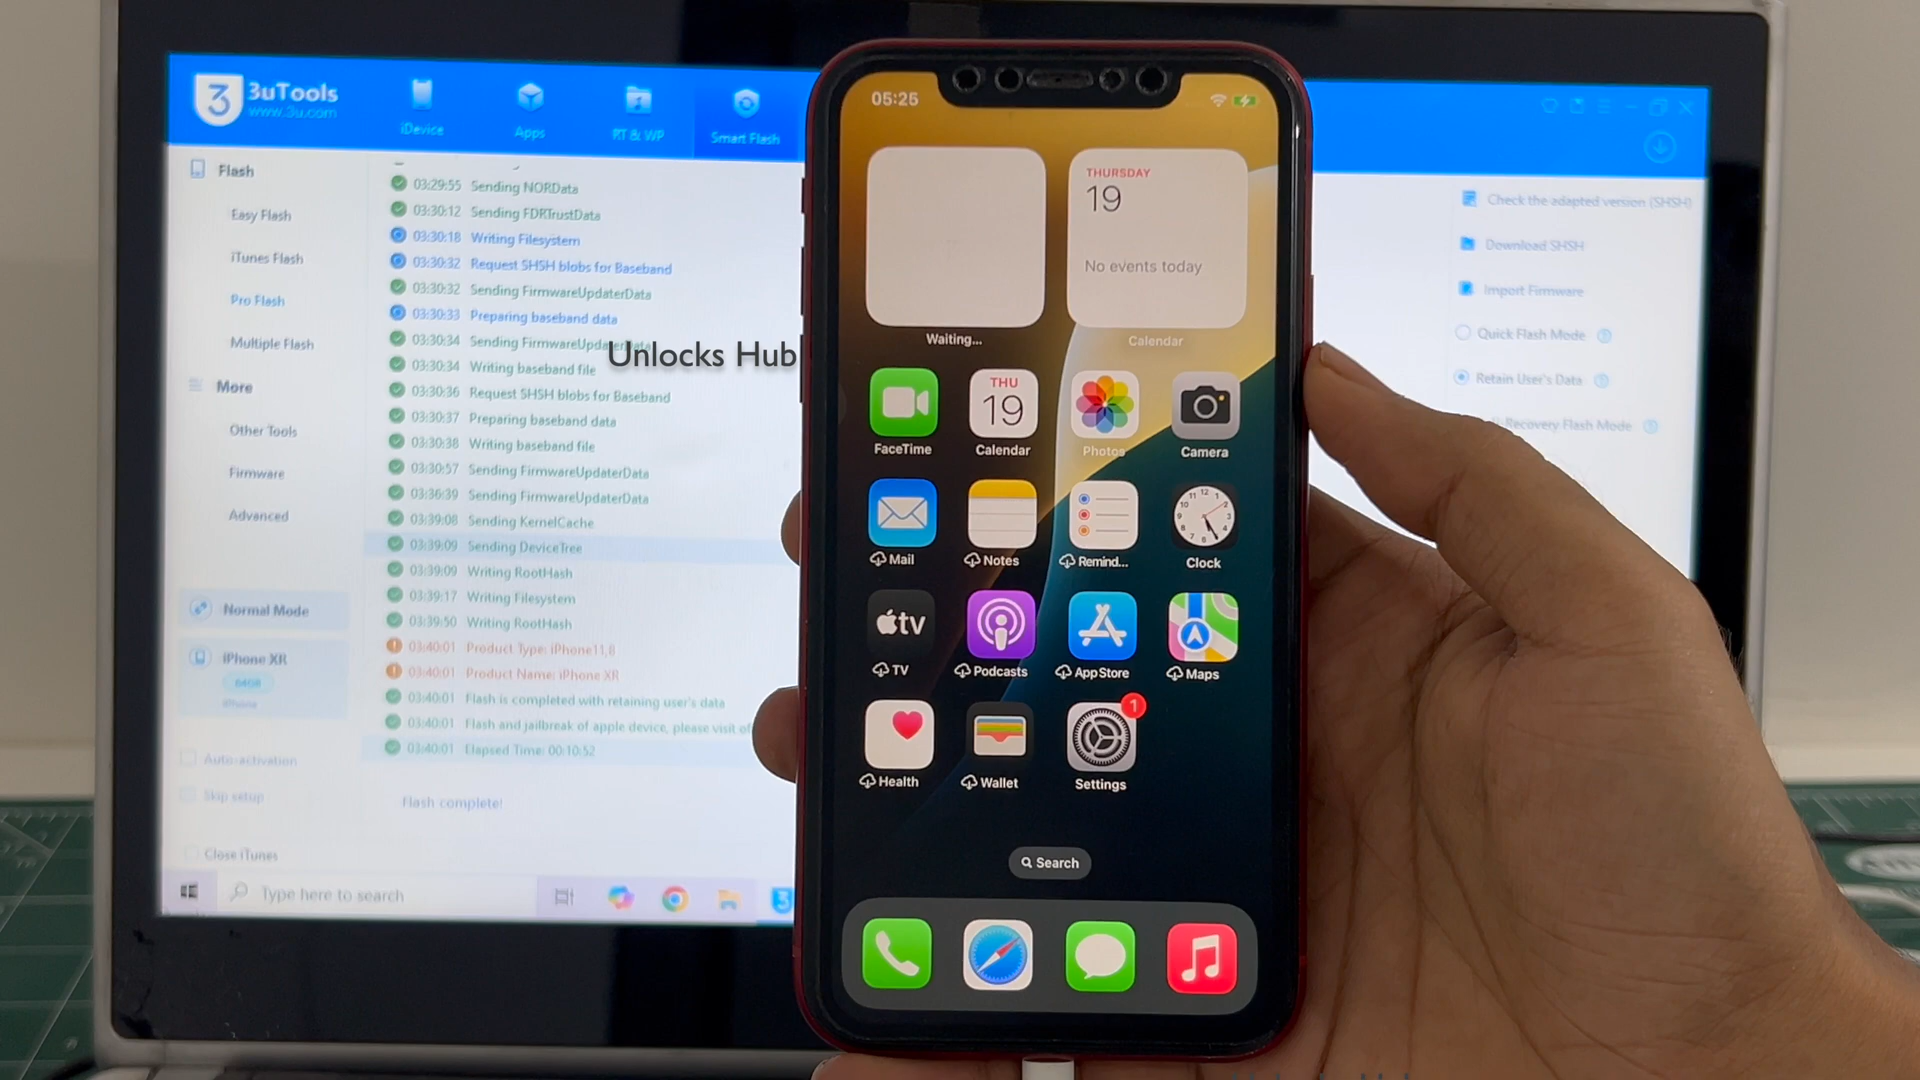 3uTools
www.3u.com
iDevice
Apps
RT & WP
Smart Flash
Flash
Easy Flash
iTunes Flash
Pro Flash
Multiple Flash
More
Other Tools
Firmware
Advanced
Normal Mode
iPhone XR
64GB
iPhone
Auto-activation
Skip setup
Close iTunes
03:29:55 Sending NORData
03:30:12 Sending FDRTrustData
03:30:18 Writing Filesystem
03:30:32 Request SHSH blobs for Baseband
03:30:32 Sending FirmwareUpdaterData
03:30:33 Preparing baseband data
03:30:34 Sending FirmwareUpdaterData
03:30:34 Writing baseband file
03:30:36 Request SHSH blobs for Baseband
03:30:37 Preparing baseband data
03:30:38 Writing baseband file
03:30:57 Sending FirmwareUpdaterData
03:36:39 Sending FirmwareUpdaterData
03:39:08 Sending KernelCache
03:39:09 Sending DeviceTree
03:39:09 Writing RootHash
03:39:17 Writing Filesystem
03:39:50 Writing RootHash
03:40:01 Product Type: iPhone11,8
03:40:01 Product Name: iPhone XR
03:40:01 Flash is completed with retaining user's data
03:40:01 Flash and jailbreak of apple device, please visit
03:40:01 Elapsed Time: 00:10:52
Flash complete!
Type here to search
Unlocks Hub
05:25
THURSDAY
19
No events today
Waiting...
Calendar
THU
19
FaceTime
Calendar
Photos
Camera
Mail
Notes
Remind...
Clock
tv
TV
Podcasts
App Store
Maps
1
Health
Wallet
Settings
Search
Check the adapted version (SHSH)
Download SHSH
Import Firmware
Quick Flash Mode
Retain User's Data
Recovery Flash Mode